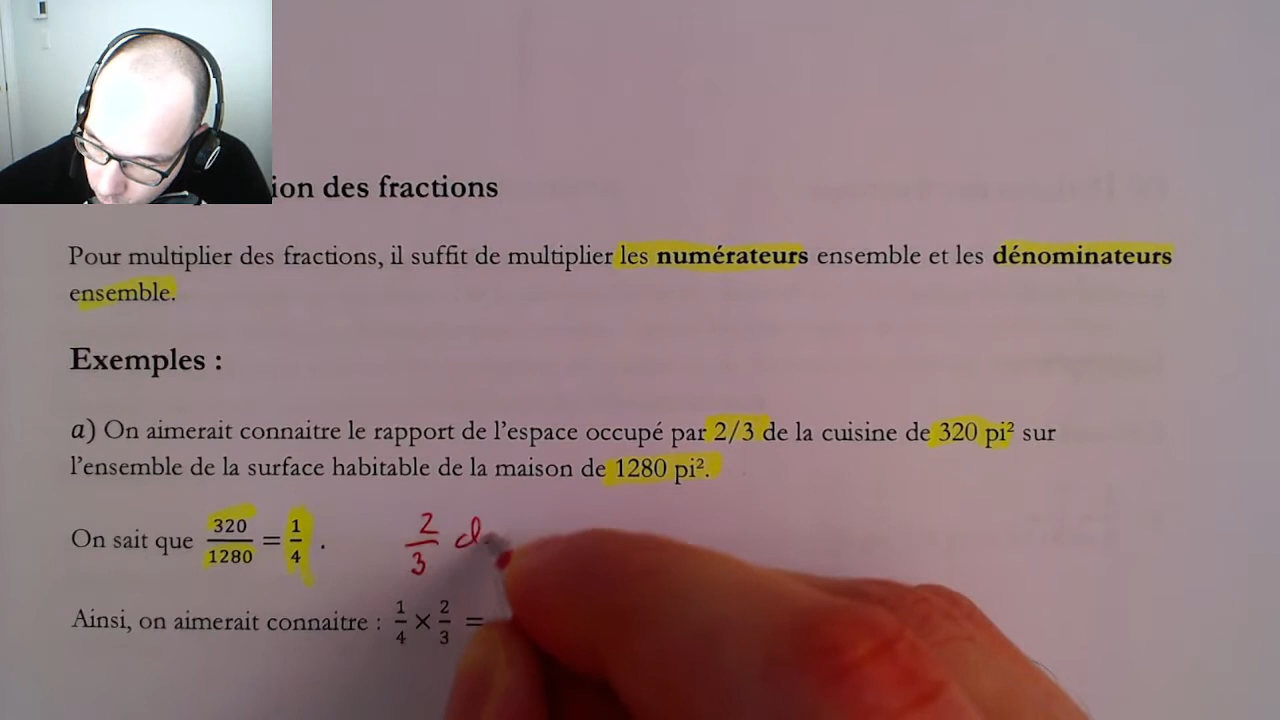 ion des fractions
Pour multiplier des fractions, il suffit de multiplier les numérateurs ensemble et les dénominateurs
ensemble.
Exemples :
a) On aimerait connaitre le rapport de l'espace occupé par 2/3 de la cuisine de 320 pi² sur
l'ensemble de la surface habitable de la maison de 1280 pi².
On sait que 320/1280 = 1/4 . 2/3 d
Ainsi, on aimerait connaitre : 1/4 × 2/3 =